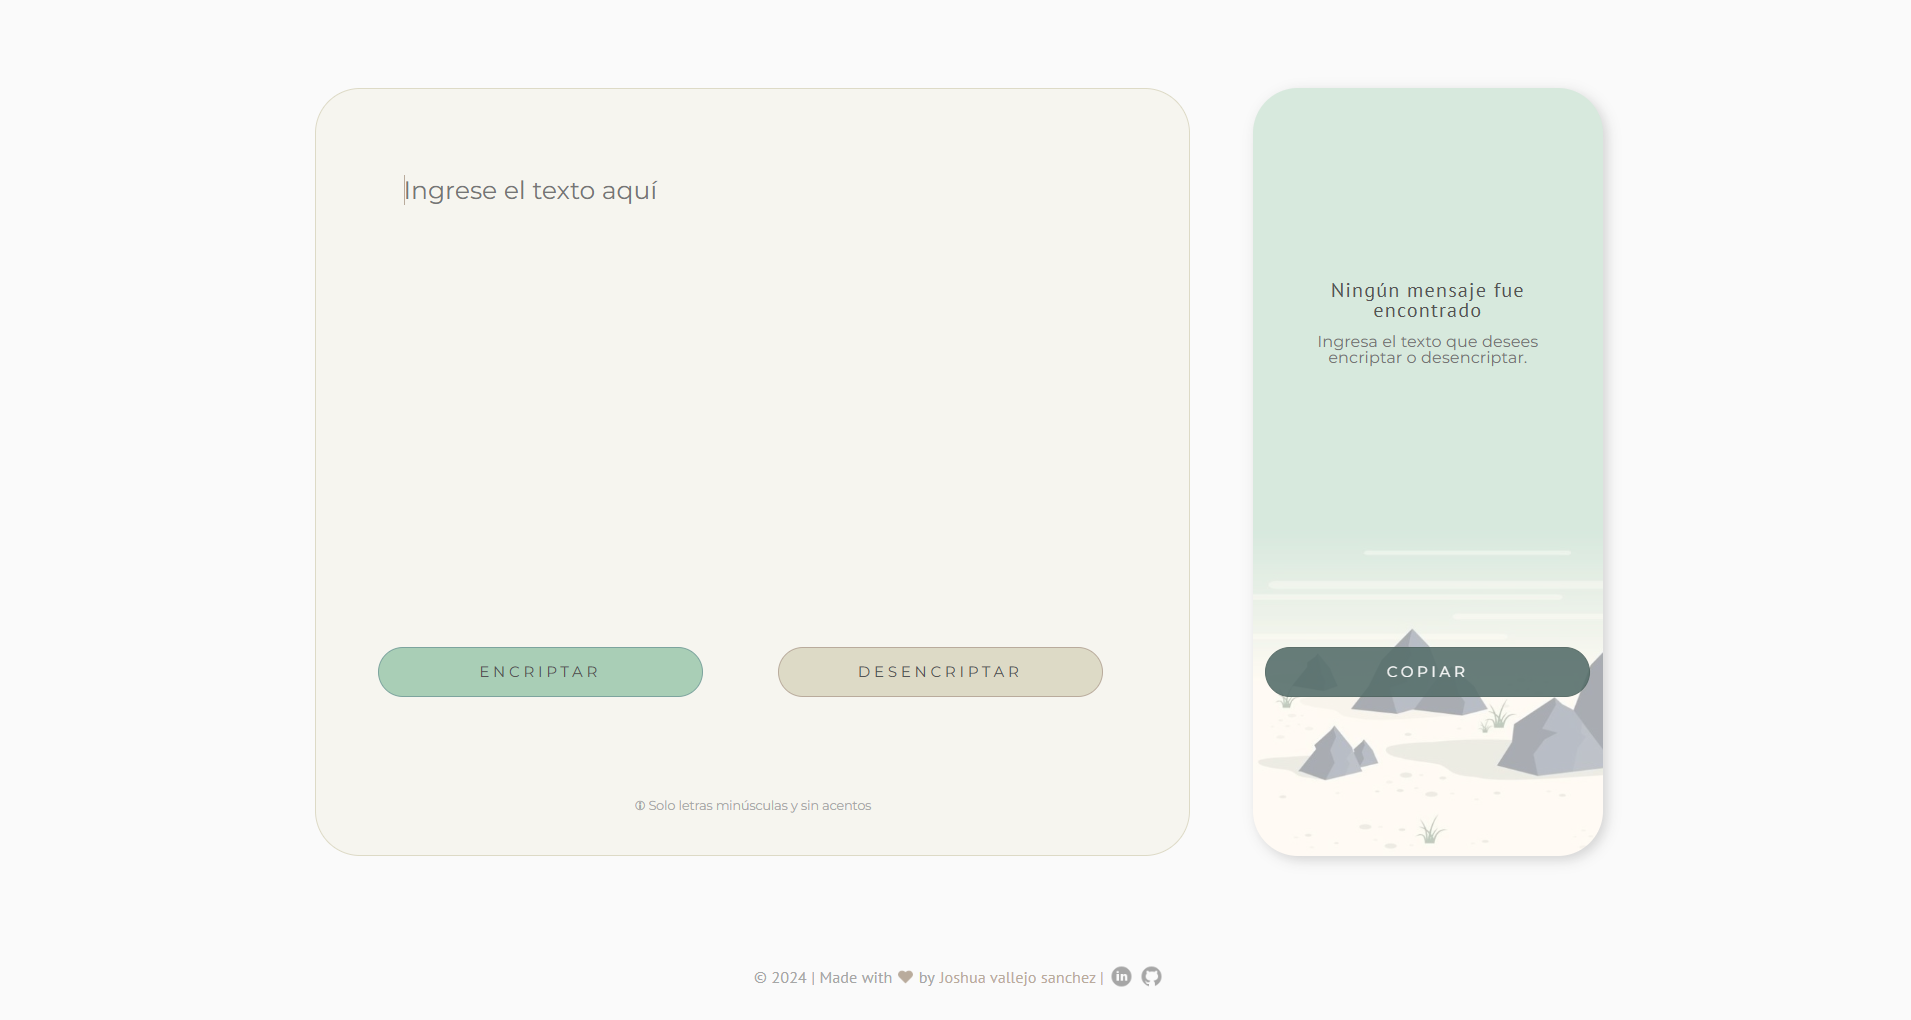 Ingrese el texto aquí
ENCRIPTAR
DESENCRIPTAR
Solo letras minúsculas y sin acentos
Ningún mensaje fue
encontrado
Ingresa el texto que desees
encriptar o desencriptar.
COPIAR
© 2024 | Made with ❤ by Joshua vallejo sanchez | in